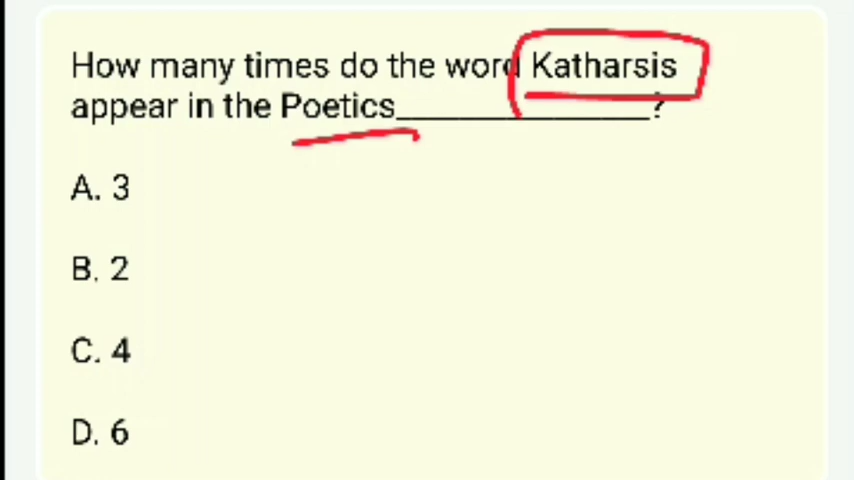 How many times do the word Katharsis
appear in the Poetics_______________?
A. 3
B. 2
C. 4
D. 6